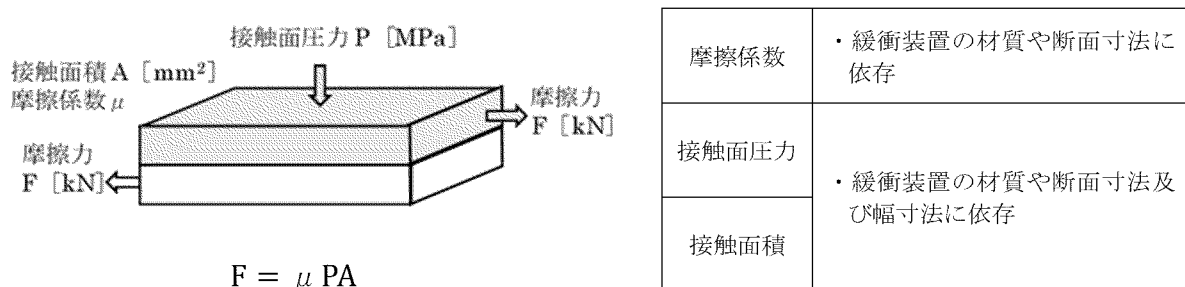 接触面圧力 P [MPa]
接触面積 A [mm²]
摩擦係数 μ
摩擦力
F [kN]
摩擦力
F [kN]
F = μ PA
摩擦係数
・緩衝装置の材質や断面寸法に
依存
接触面圧力
・緩衝装置の材質や断面寸法及
び幅寸法に依存
接触面積